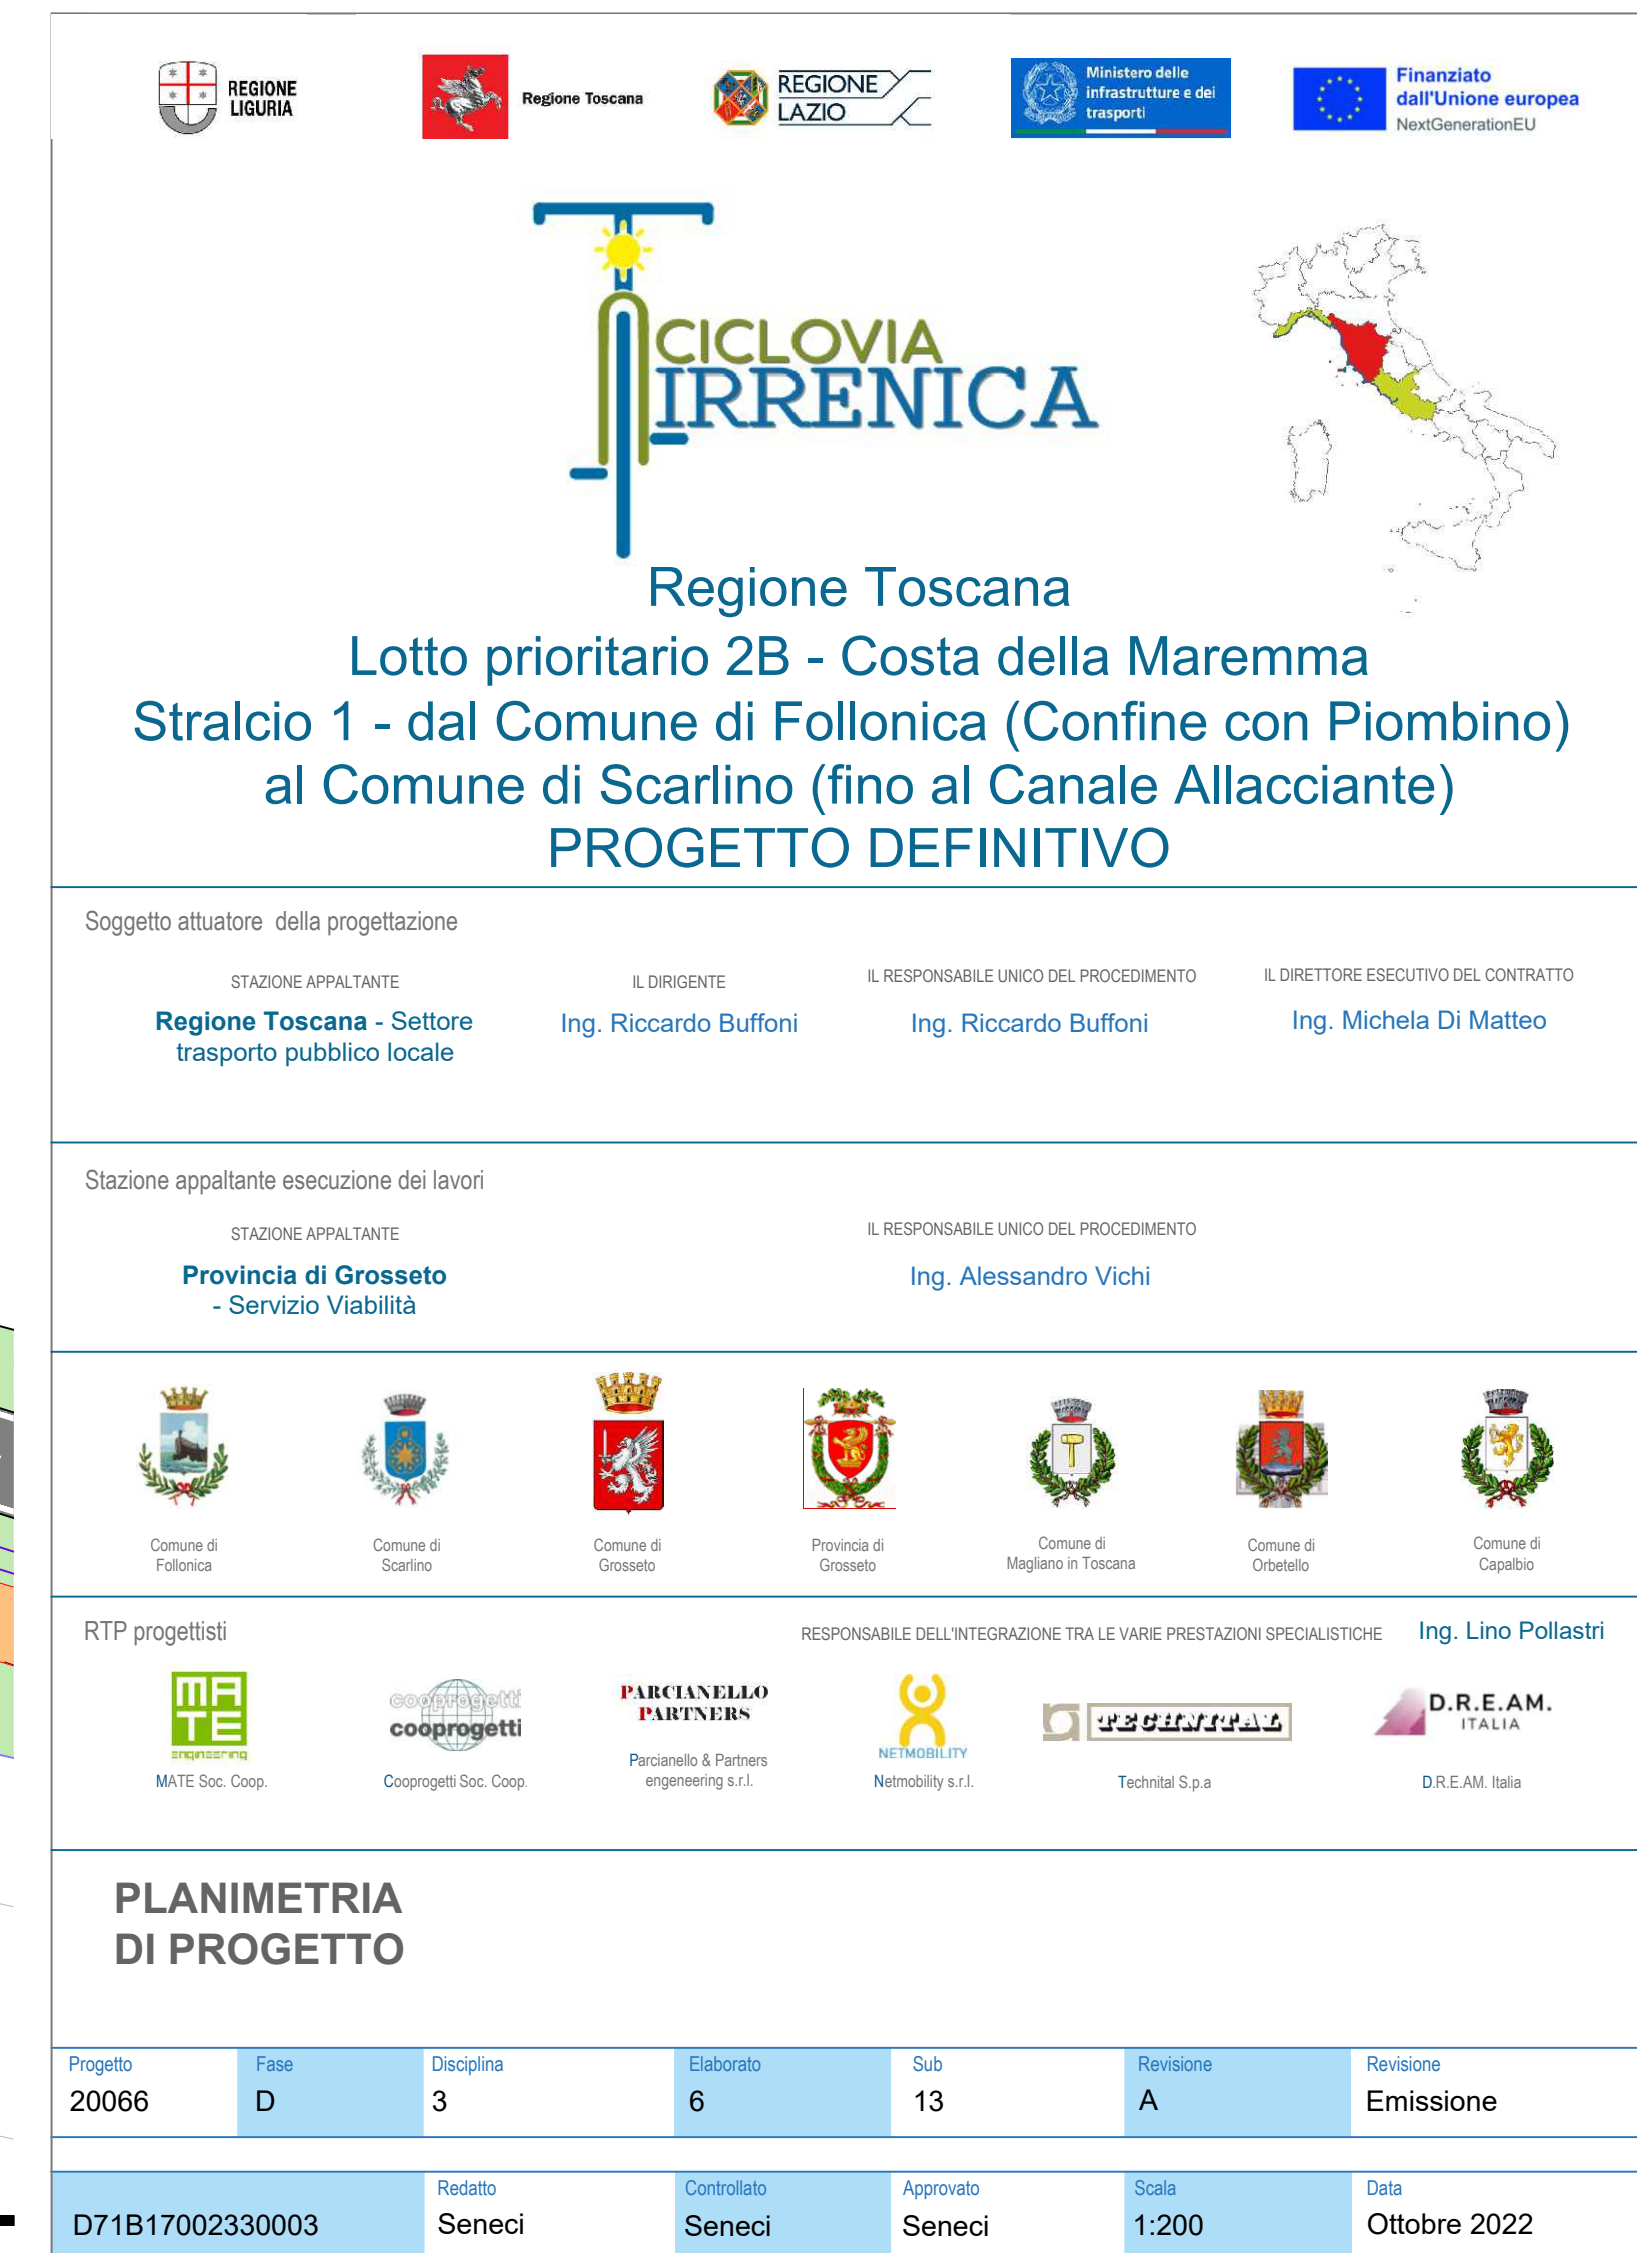 REGIONE
LIGURIA
Regione Toscana
REGIONE
LAZIO
Ministero delle
infrastrutture e dei
trasporti
Finanziato
dall'Unione europea
NextGenerationEU
CICLOVIA
TIRRENICA
Regione Toscana
Lotto prioritario 2B - Costa della Maremma
Stralcio 1 - dal Comune di Follonica (Confine con Piombino)
al Comune di Scarlino (fino al Canale Allacciante)
PROGETTO DEFINITIVO
Soggetto attuatore della progettazione
STAZIONE APPALTANTE
Regione Toscana - Settore
trasporto pubblico locale
IL DIRIGENTE
Ing. Riccardo Buffoni
IL RESPONSABILE UNICO DEL PROCEDIMENTO
Ing. Riccardo Buffoni
IL DIRETTORE ESECUTIVO DEL CONTRATTO
Ing. Michela Di Matteo
Stazione appaltante esecuzione dei lavori
STAZIONE APPALTANTE
Provincia di Grosseto
- Servizio Viabilità
IL RESPONSABILE UNICO DEL PROCEDIMENTO
Ing. Alessandro Vichi
Comune di
Follonica
Comune di
Scarlino
Comune di
Grosseto
Provincia di
Grosseto
Comune di
Magliano in Toscana
Comune di
Orbetello
Comune di
Capalbio
RTP progettisti
RESPONSABILE DELL'INTEGRAZIONE TRA LE VARIE PRESTAZIONI SPECIALISTICHE
Ing. Lino Pollastri
MATE
engineering
MATE Soc. Coop.
cooprogetti
cooprogetti
Cooprogetti Soc. Coop.
PARCIANELLO
PARTNERS
Parcianello & Partners
engeneering s.r.l.
NETMOBILITY
Netmobility s.r.l.
TECHNITAL
Technital S.p.a
D.R.E.AM.
ITALIA
D.R.E.AM. Italia
PLANIMETRIA
DI PROGETTO
Progetto
20066
Fase
D
Disciplina
3
Elaborato
6
Sub
13
Revisione
A
Revisione
Emissione
D71B17002330003
Redatto
Seneci
Controllato
Seneci
Approvato
Seneci
Scala
1:200
Data
Ottobre 2022